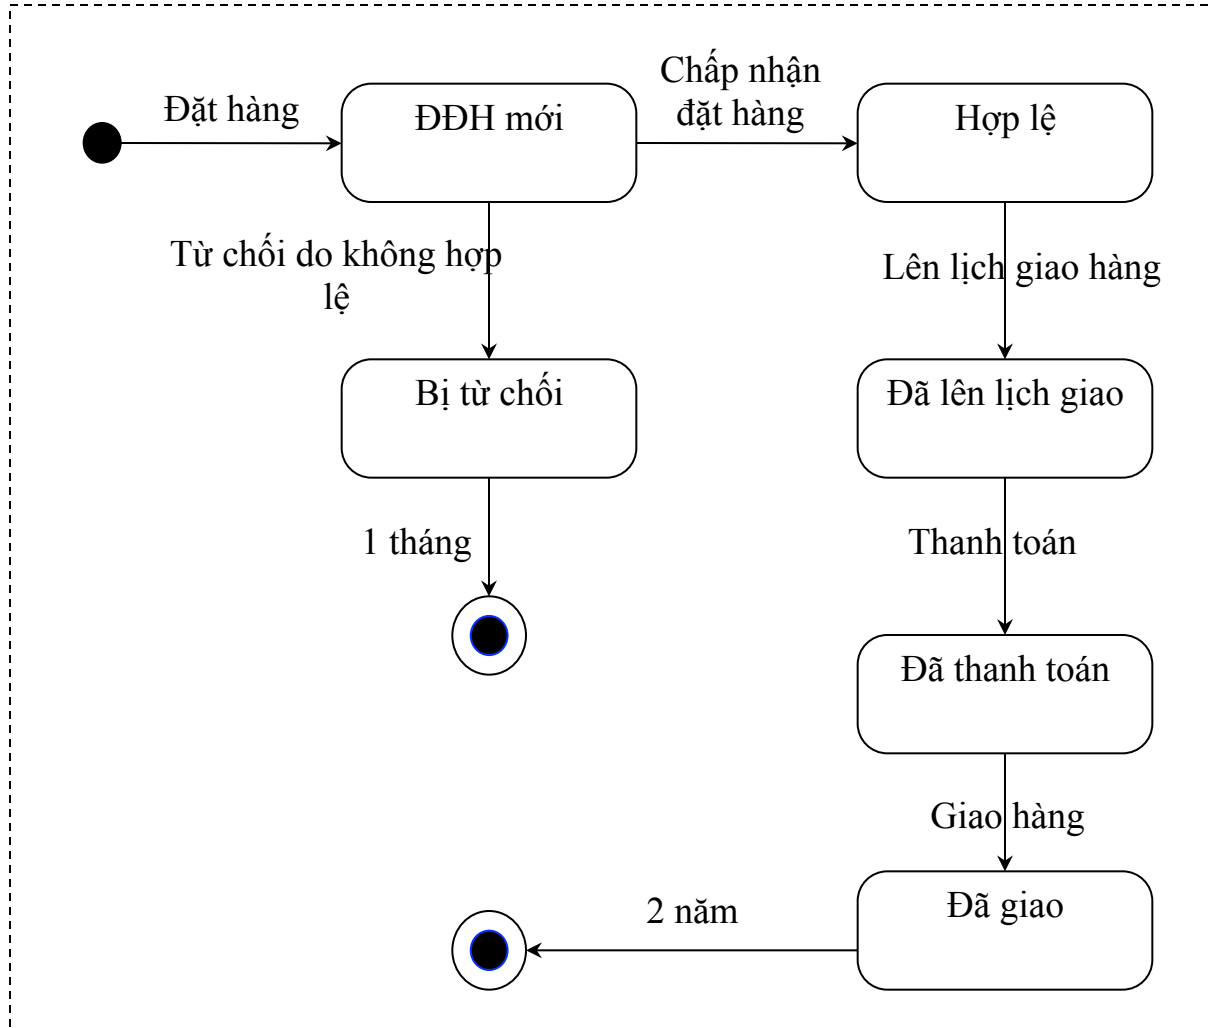 Đặt hàng
ĐĐH mới
Chấp nhận
đặt hàng
Hợp lệ
Từ chối do không hợp
lệ
Lên lịch giao hàng
Bị từ chối
Đã lên lịch giao
1 tháng
Thanh toán
Đã thanh toán
Giao hàng
2 năm
Đã giao